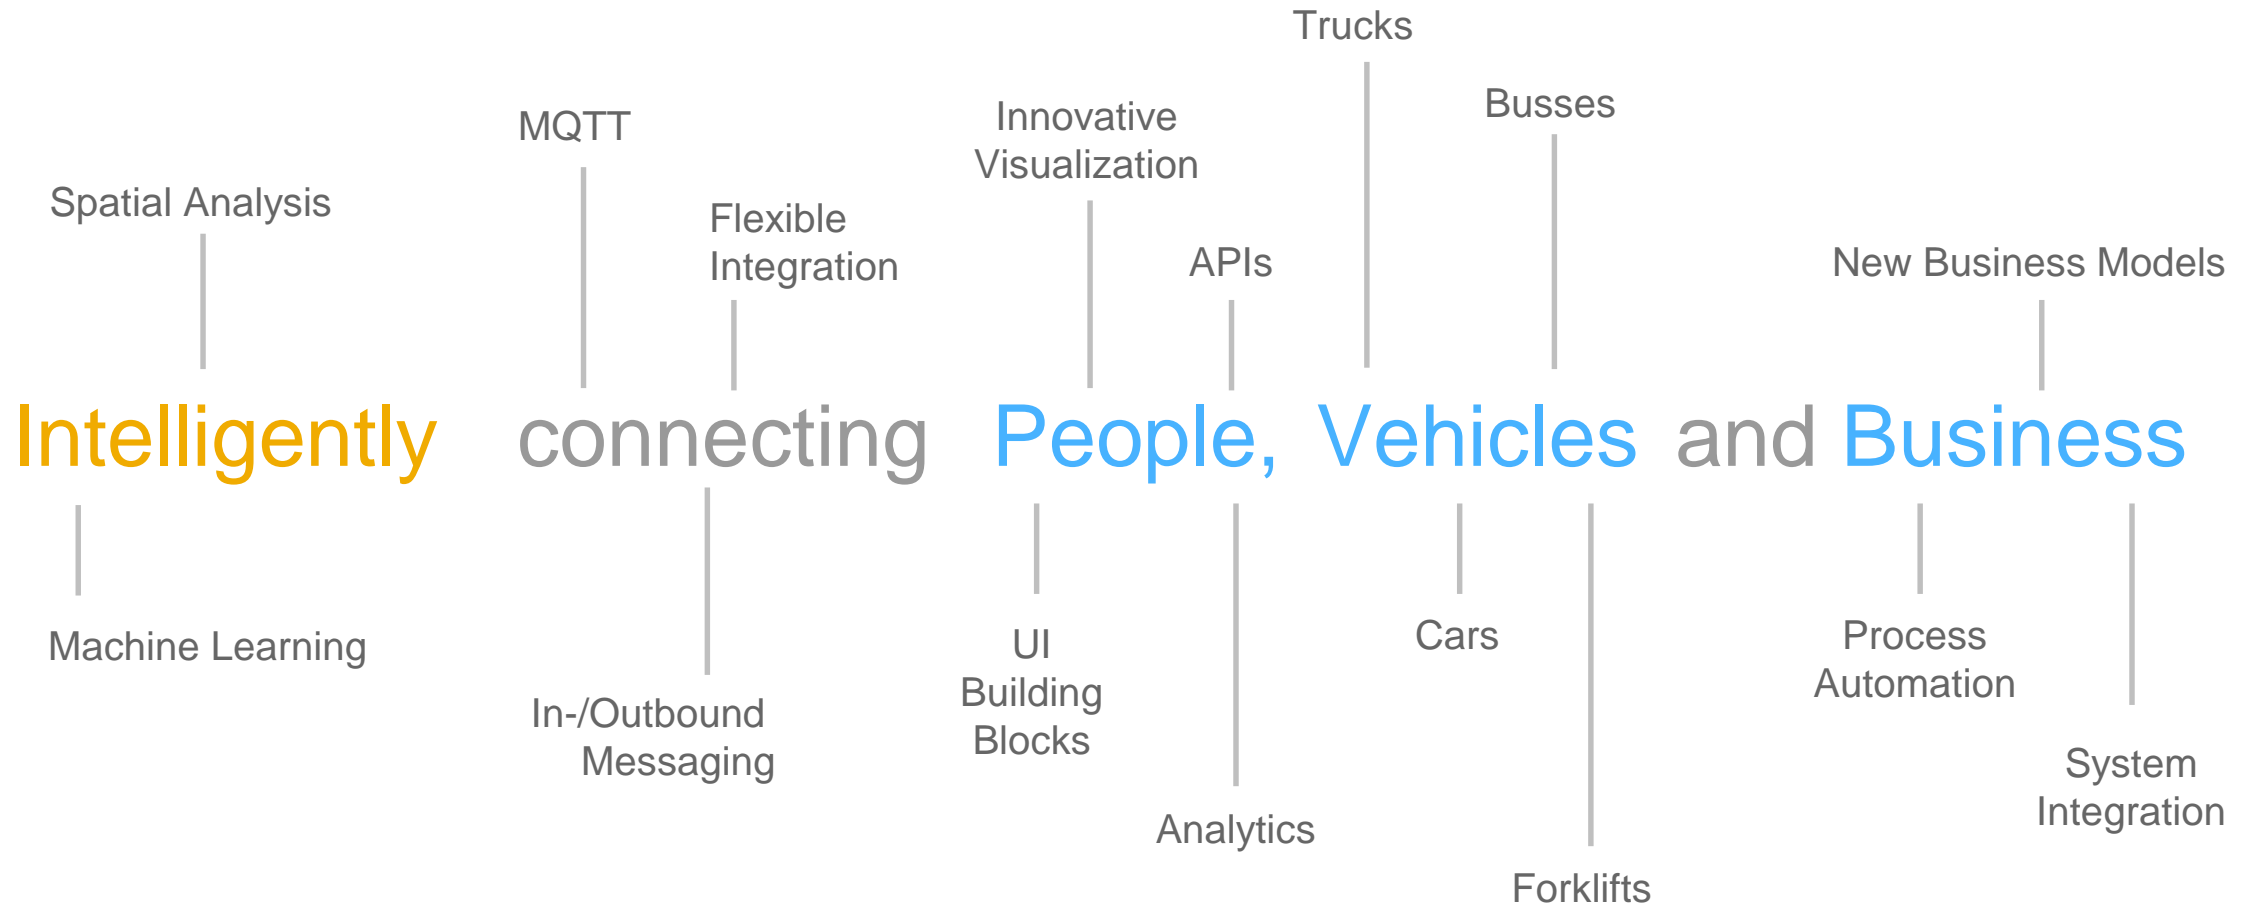 Trucks
Busses
Innovative
Visualization
MQTT
Spatial Analysis
Flexible
Integration
APIs
New Business Models
Intelligently connecting People, Vehicles and Business
Machine Learning
In-/Outbound
Messaging
UI
Building
Blocks
Analytics
Cars
Forklifts
Process
Automation
System
Integration